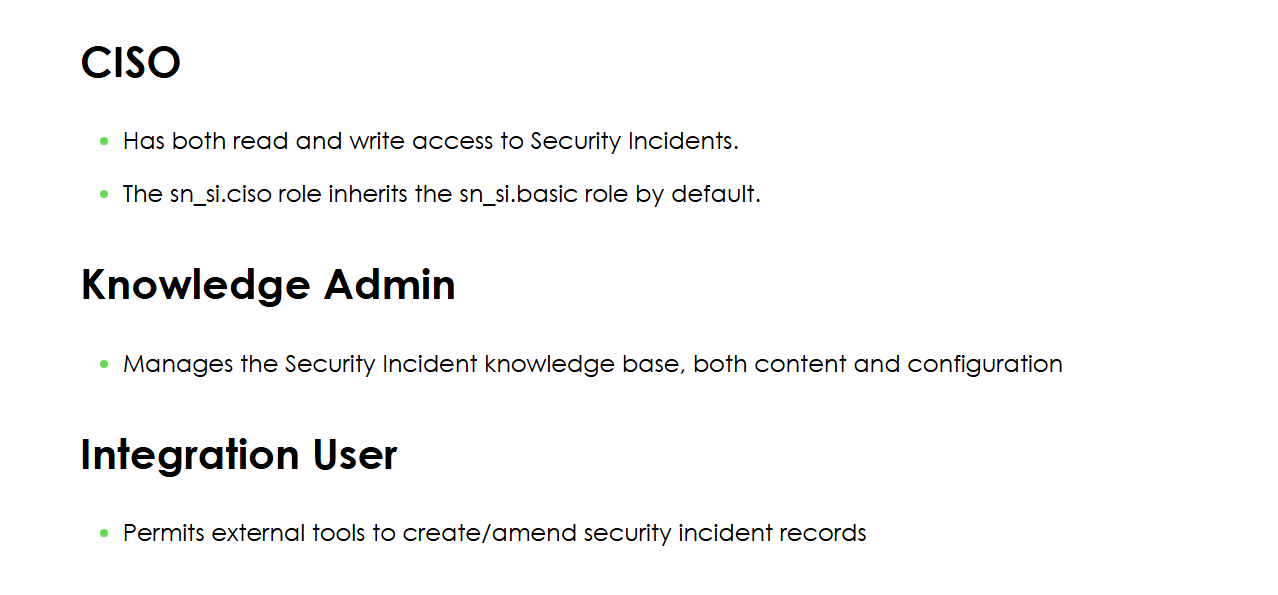 CISO
Has both read and write access to Security Incidents.
The sn_si.ciso role inherits the sn_si.basic role by default.
Knowledge Admin
Manages the Security Incident knowledge base, both content and configuration
Integration User
Permits external tools to create/amend security incident records